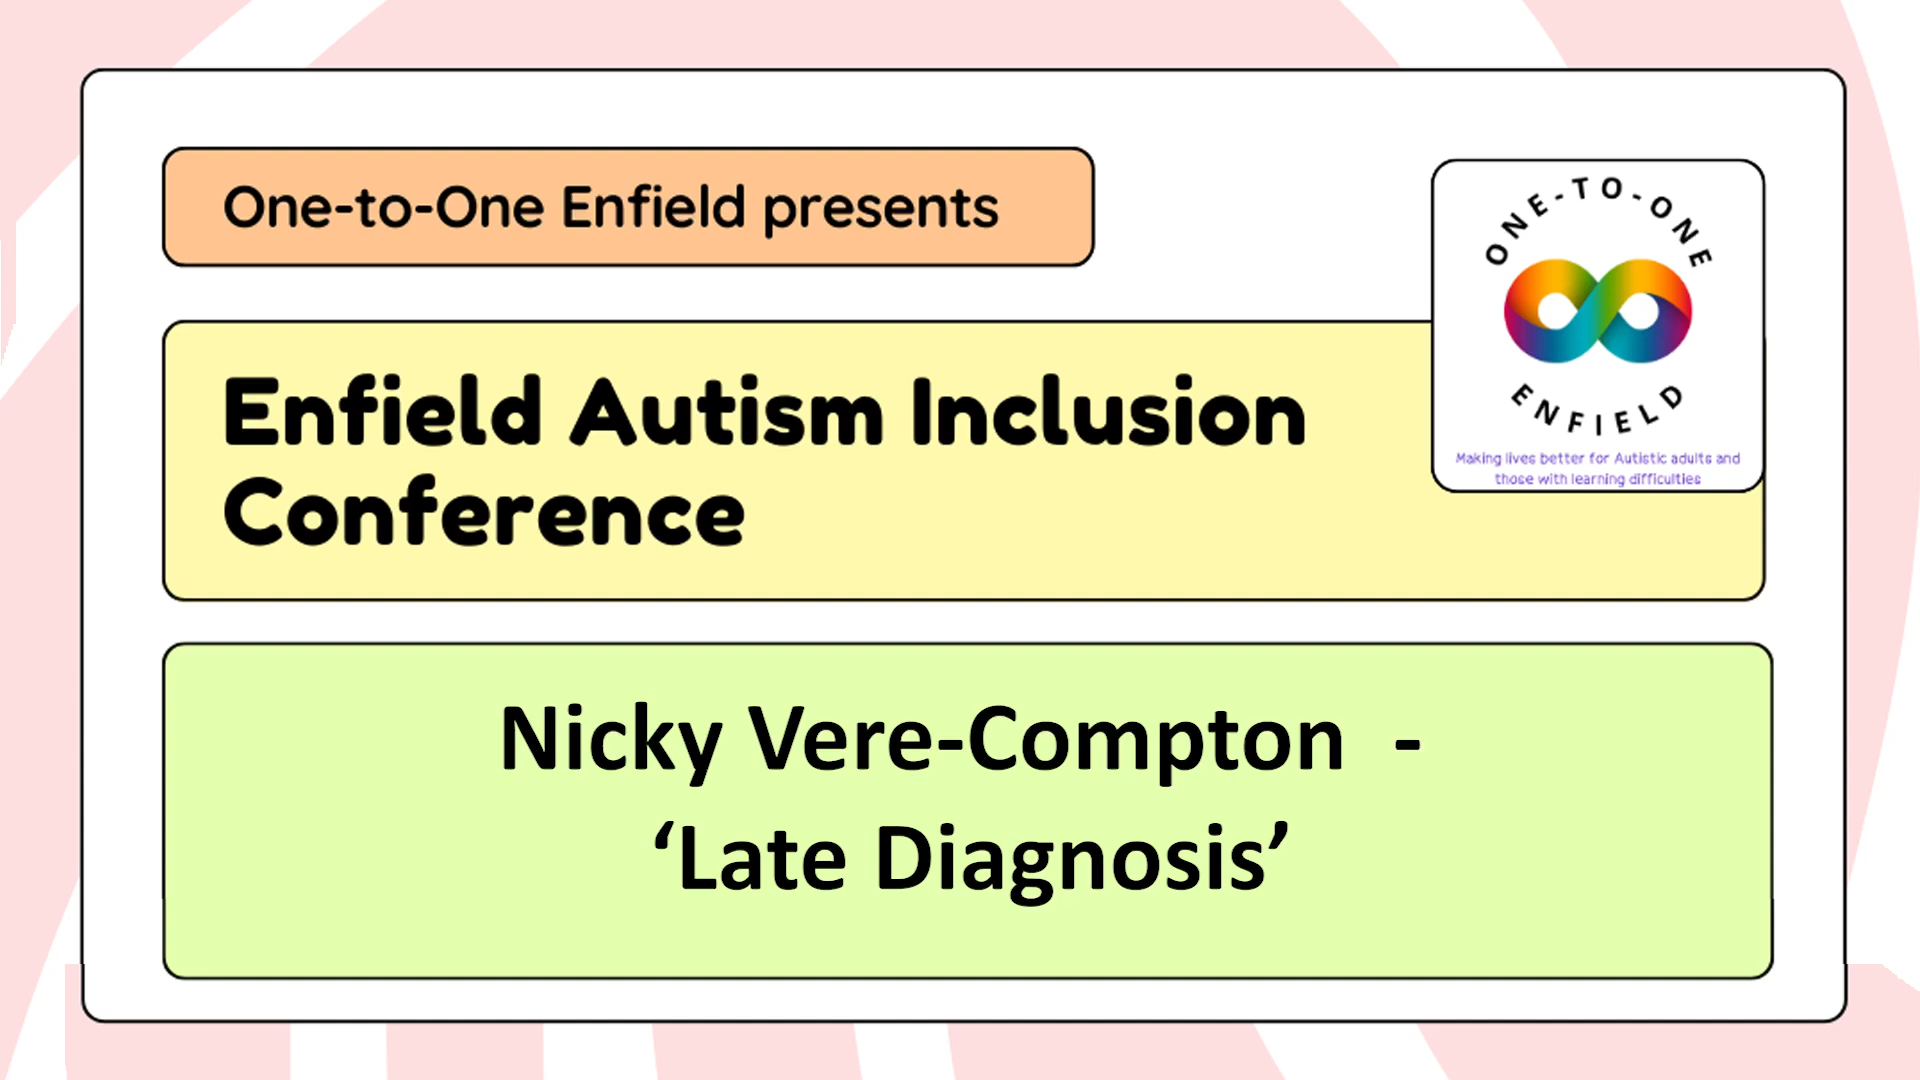 One-to-One Enfield presents
ONE-TO-ONE
ENFIELD
Making lives better for Autistic adults and
those with learning difficulties
Enfield Autism Inclusion
Conference
Nicky Vere-Compton  -
‘Late Diagnosis’